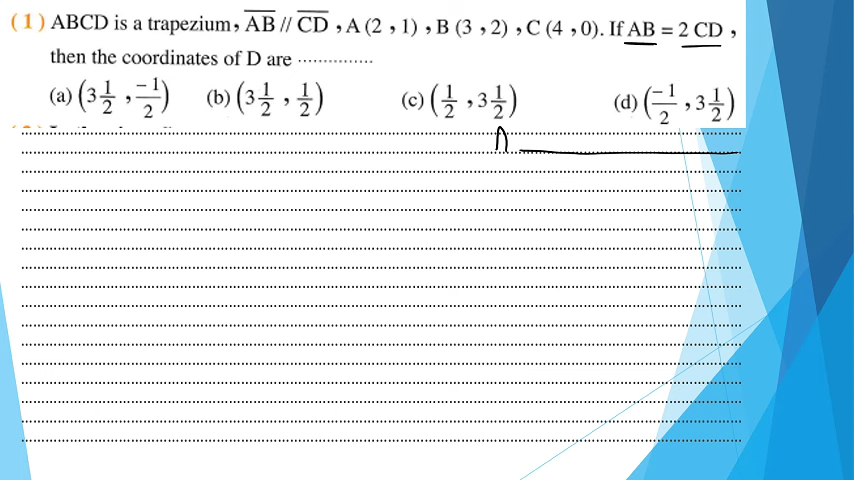 (1) ABCD is a trapezium, AB // CD, A (2, 1), B (3, 2), C (4, 0). If AB = 2 CD,
then the coordinates of D are ...............
(a) (3 1/2, -1/2) (b) (3 1/2, 1/2) (c) (1/2, 3 1/2) (d) (-1/2, 3 1/2)